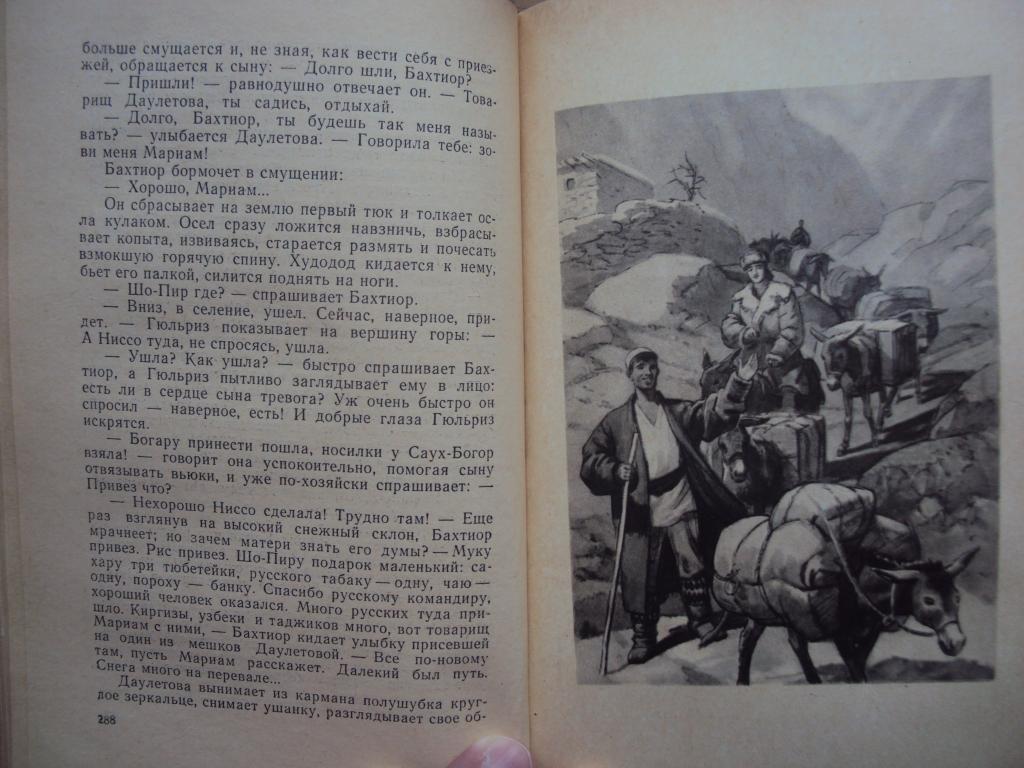 больше смущается и, не зная, как вести себя с приез-
жей, обращается к сыну: — Долго шли, Бахтиор?
— Пришли! — равнодушно отвечает он. — Това-
рищ Даулетова, ты садись, отдыхай.
— Долго, Бахтиор, ты будешь так меня назы-
вать? — улыбается Даулетова. — Говорила тебе: зо-
ви меня Мариам!
Бахтиор бормочет в смущении:
— Хорошо, Мариам...
Он сбрасывает на землю первый тюк и толкает ос-
ла кулаком. Осел сразу ложится навзничь, взбрасы-
вает копыта, извиваясь, старается размять и почесать
взмокшую горячую спину. Худодод кидается к нему,
бьет его палкой, силится поднять на ноги.
— Шо-Пир где? — спрашивает Бахтиор.
— Вниз, в селение, ушел. Сейчас, наверное, при-
дет. — Гюльриз показывает на вершину горы: —
А Ниссо туда, не спросясь, ушла.
— Ушла? Как ушла? — быстро спрашивает Бах-
тиор, а Гюльриз пытливо заглядывает ему в лицо:
есть ли в сердце сына тревога? Уж очень быстро он
спросил — наверное, есть! И добрые глаза Гюльриз
искрятся.
— Богару принести пошла, носилки у Саух-Богор
взяла! — говорит она успокоительно, помогая сыну
отвязывать вьюки, и уже по-хозяйски спрашивает: —
Привез что?
— Нехорошо Ниссо сделала! Трудно там! — Еще
раз взглянув на высокий снежный склон, Бахтиор
мрачнеет; но зачем матери знать его думы? — Муку
привез. Рис привез. Шо-Пиру подарок маленький: са-
хару три тюбетейки, русского табаку — одну, чаю —
одну, пороху — банку. Спасибо русскому командиру,
хороший человек оказался. Много русских туда при-
шло. Киргизы, узбеки и таджиков много, вот товарищ
Мариам с ними, — Бахтиор кидает улыбку присевшей
на один из мешков Даулетовой. — Все по-новому
там, пусть Мариам расскажет. Далекий был путь.
Снега много на перевале...
Даулетова вынимает из кармана полушубка круг-
лое зеркальце, снимает ушанку, разглядывает свое об-
288